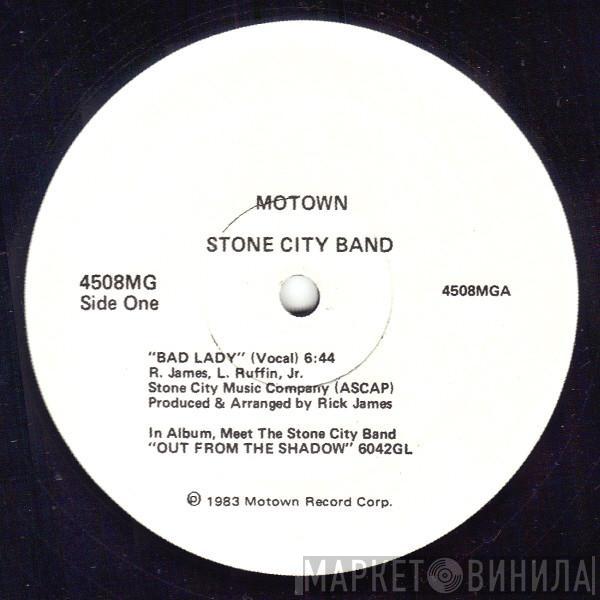 MOTOWN
STONE CITY BAND
4508MG
Side One
4508MGA
"BAD LADY" (Vocal) 6:44
R. James, L. Ruffin, Jr.
Stone City Music Company (ASCAP)
Produced & Arranged by Rick James
In Album, Meet The Stone City Band
"OUT FROM THE SHADOW" 6042GL
℗ 1983 Motown Record Corp.
МАРКЕТ ВИНИЛА